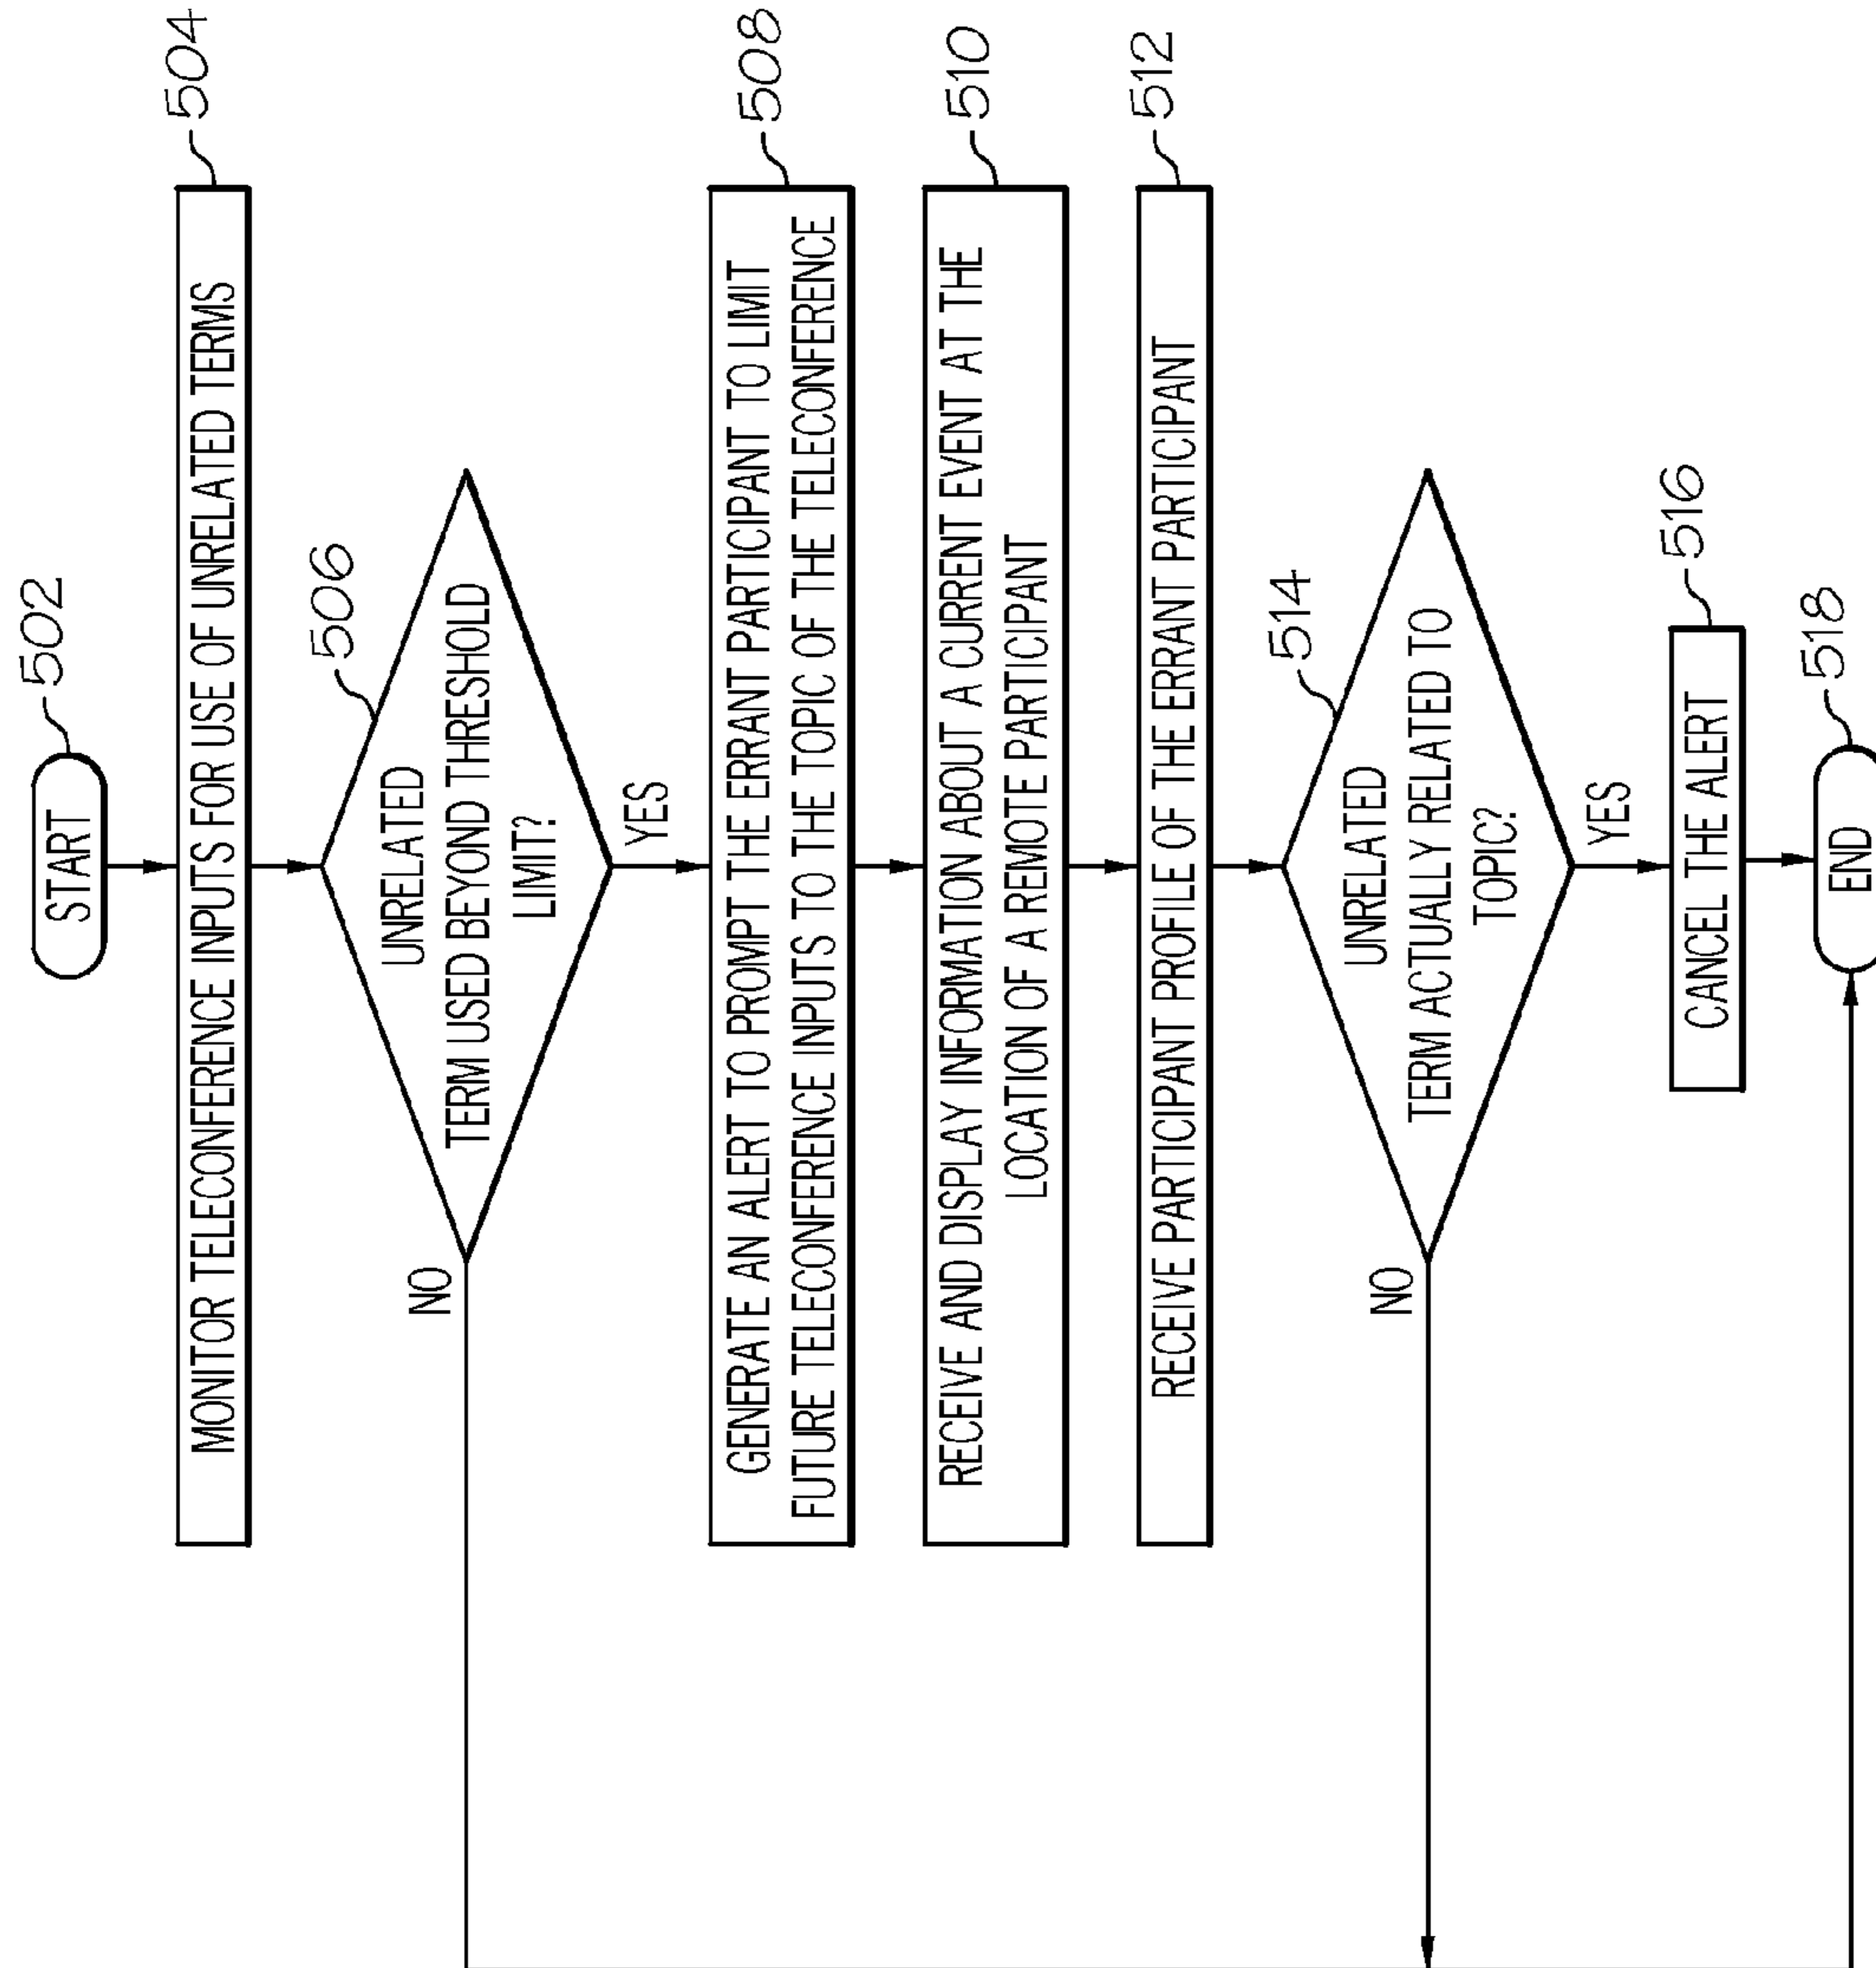 502
START
504
MONITOR TELECONFERENCE INPUTS FOR USE OF UNRELATED TERMS
506
UNRELATED
TERM USED BEYOND THRESHOLD
LIMIT?
NO
YES
508
GENERATE AN ALERT TO PROMPT THE ERRANT PARTICIPANT TO LIMIT
FUTURE TELECONFERENCE INPUTS TO THE TOPIC OF THE TELECONFERENCE
510
RECEIVE AND DISPLAY INFORMATION ABOUT A CURRENT EVENT AT THE
LOCATION OF A REMOTE PARTICIPANT
512
RECEIVE PARTICIPANT PROFILE OF THE ERRANT PARTICIPANT
514
UNRELATED
TERM ACTUALLY RELATED TO
TOPIC?
NO
YES
516
CANCEL THE ALERT
518
END